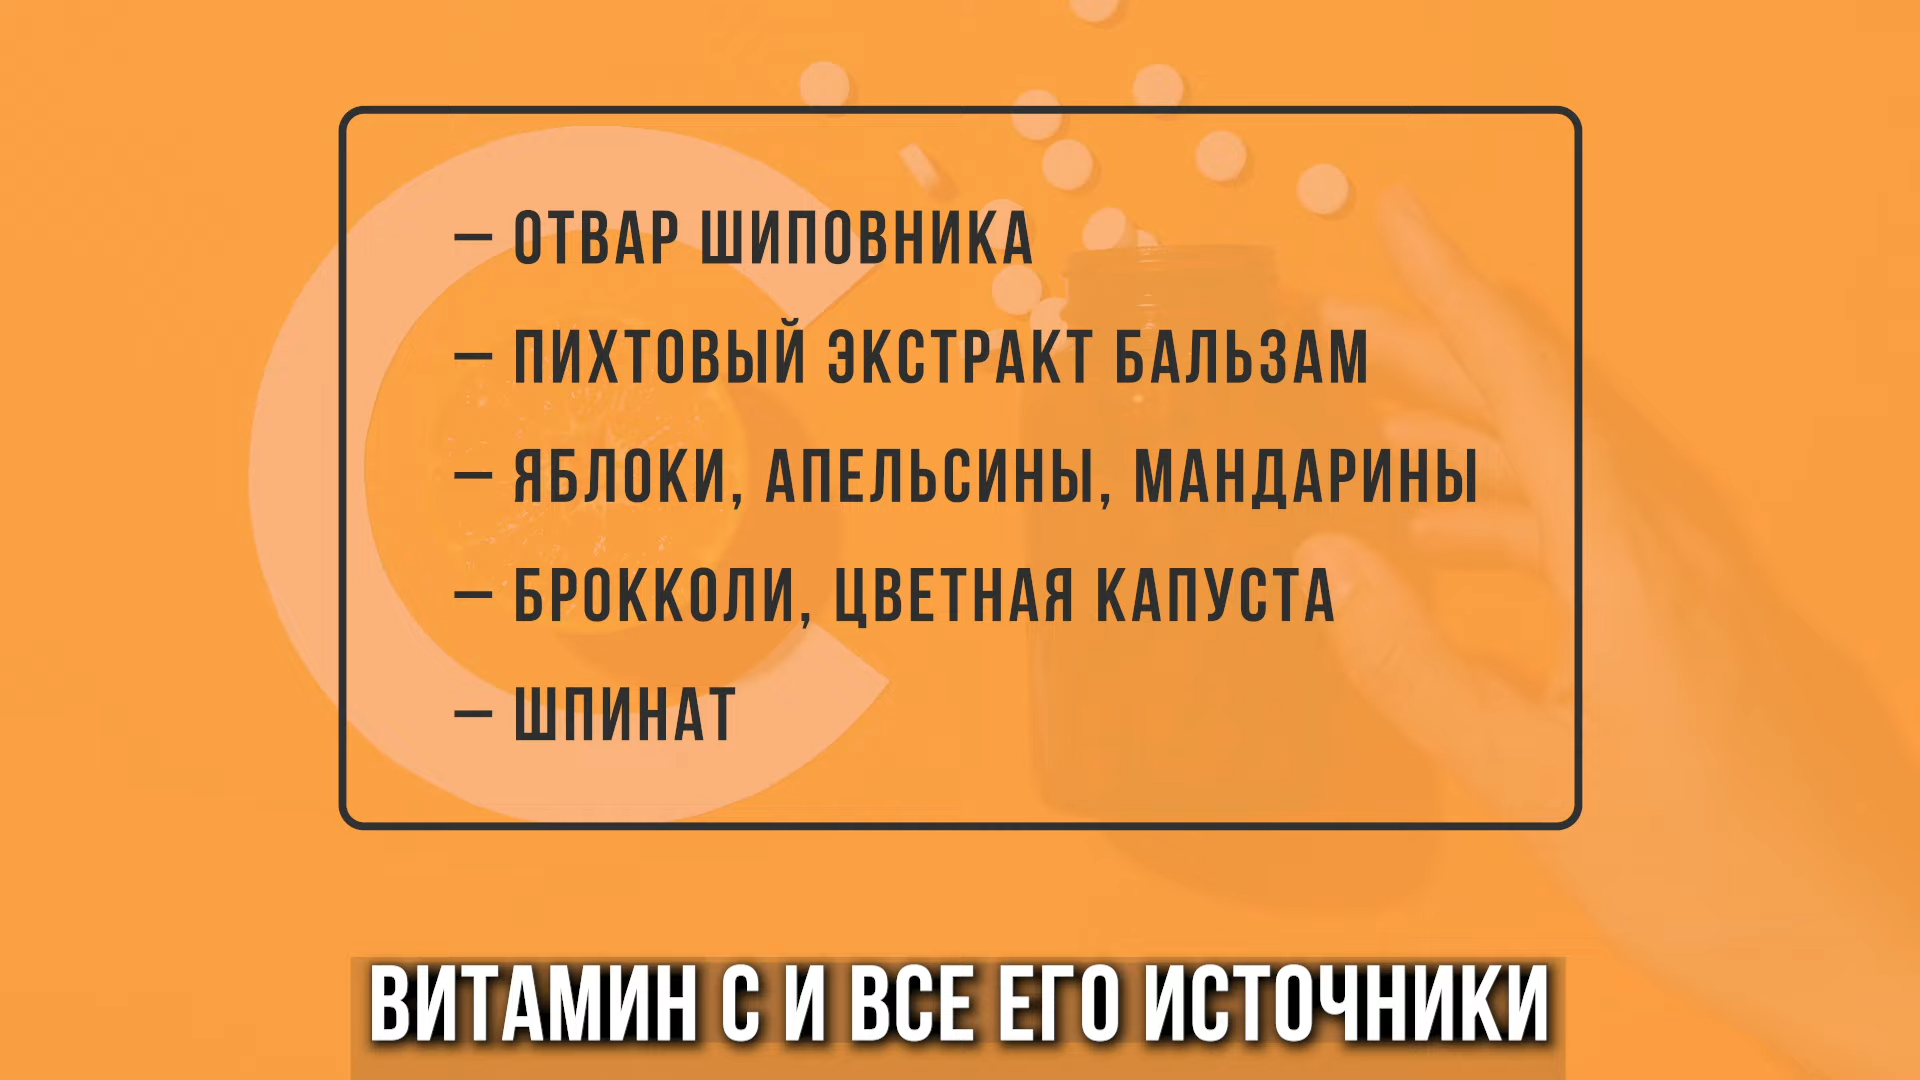 – ОТВАР ШИПОВНИКА
– ПИХТОВЫЙ ЭКСТРАКТ БАЛЬЗАМ
– ЯБЛОКИ, АПЕЛЬСИНЫ, МАНДАРИНЫ
– БРОККОЛИ, ЦВЕТНАЯ КАПУСТА
– ШПИНАТ
ВИТАМИН С И ВСЕ ЕГО ИСТОЧНИКИ